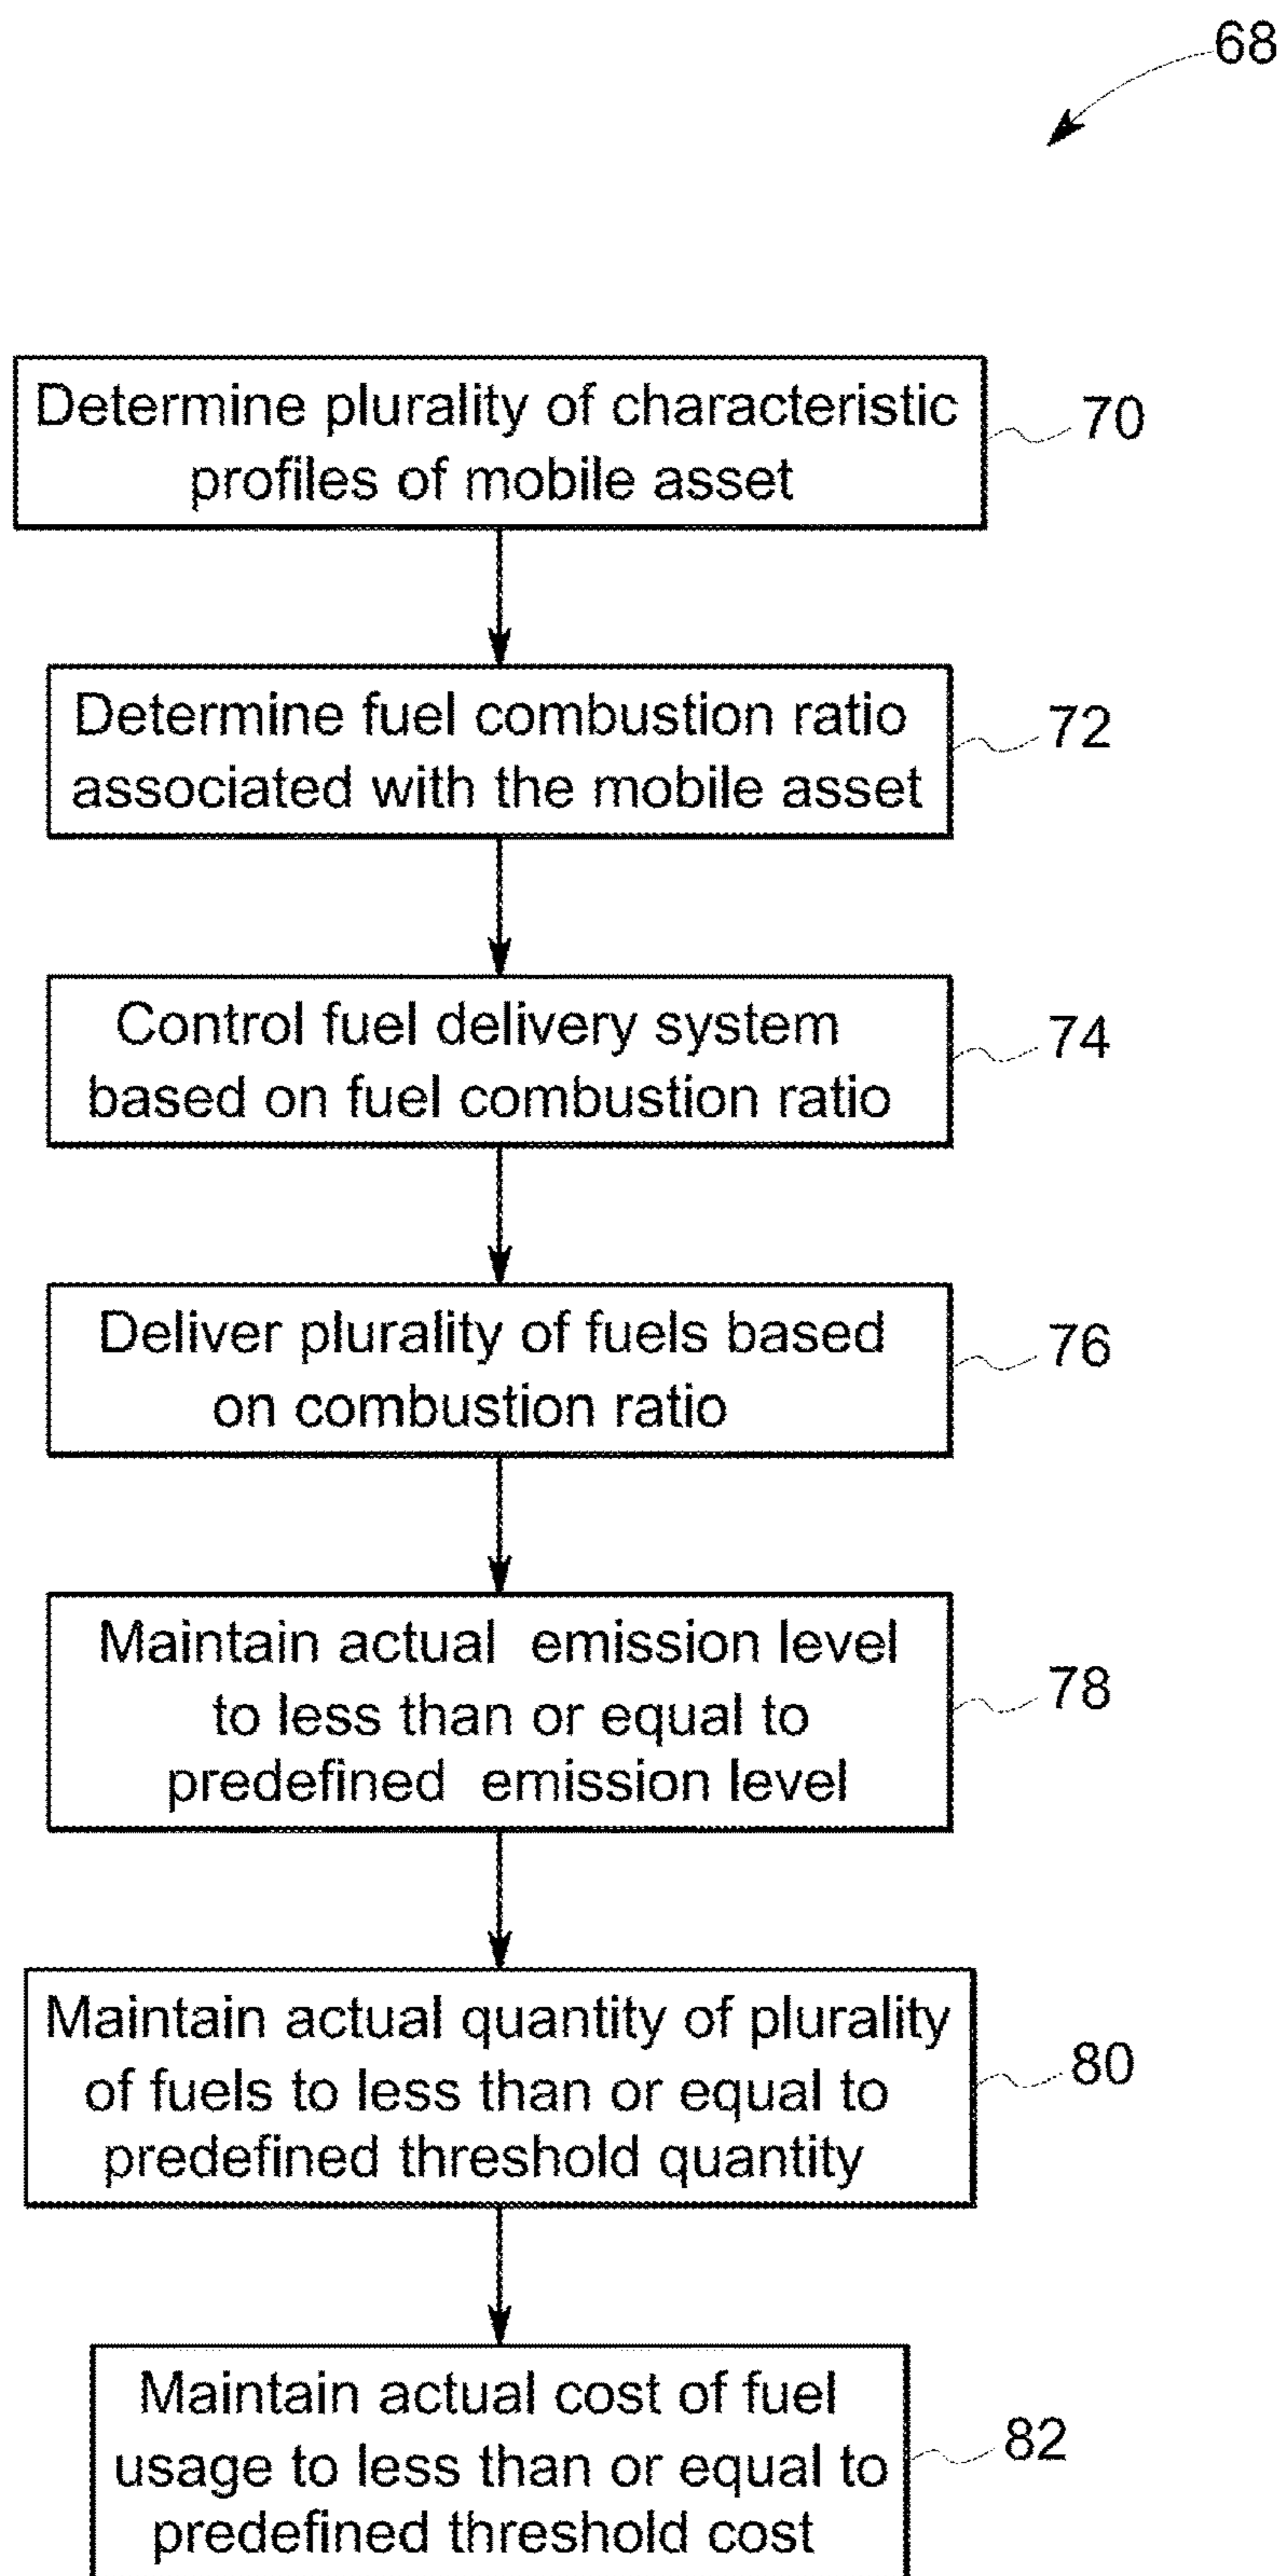 68
Determine plurality of characteristic
profiles of mobile asset
70
Determine fuel combustion ratio
associated with the mobile asset
72
Control fuel delivery system
based on fuel combustion ratio
74
Deliver plurality of fuels based
on combustion ratio
76
Maintain actual emission level
to less than or equal to
predefined emission level
78
Maintain actual quantity of plurality
of fuels to less than or equal to
predefined threshold quantity
80
Maintain actual cost of fuel
usage to less than or equal to
predefined threshold cost
82